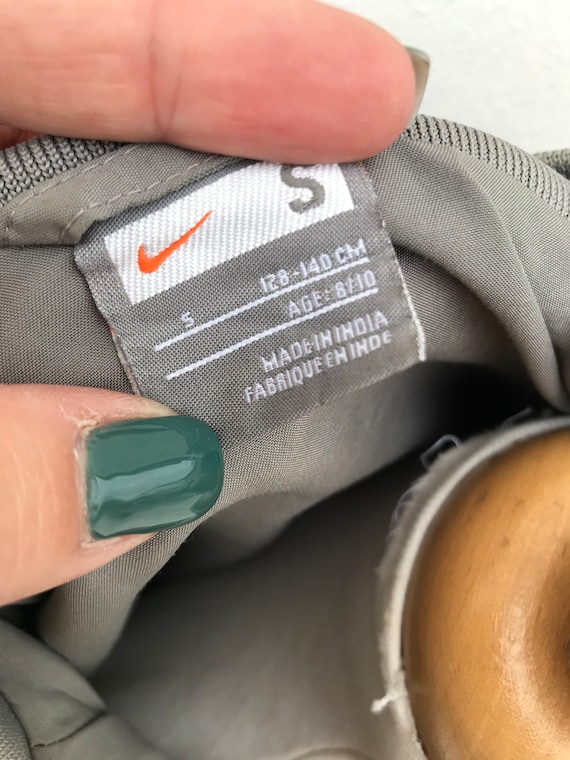 S
S 128-140 CM
AGE: 8/10
MADE IN INDIA
FABRIQUE EN INDE